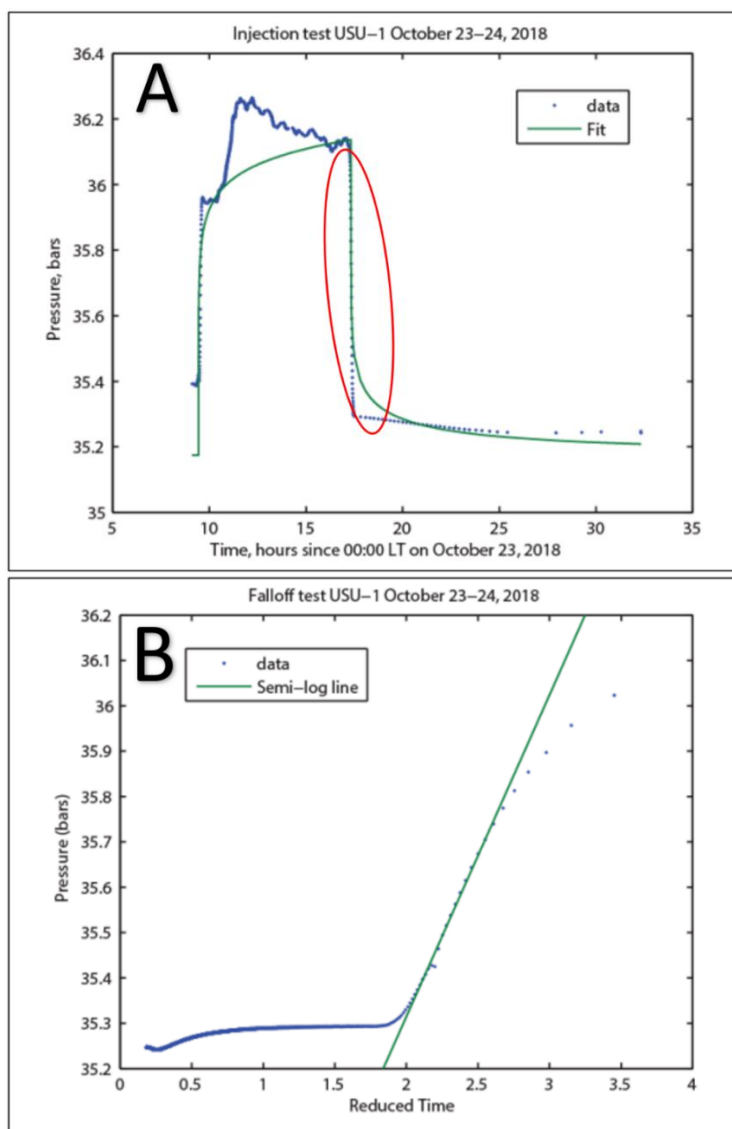 Injection test USU−1 October 23−24, 2018
A
36.4
36.2
36
35.8
35.6
35.4
35.2
35
Pressure, bars
data
Fit
5
10
15
20
25
30
35
Time, hours since 00:00 LT on October 23, 2018
Falloff test USU−1 October 23−24, 2018
B
36.2
36.1
36
35.9
35.8
35.7
35.6
35.5
35.4
35.3
35.2
Pressure (bars)
data
Semi−log line
0
0.5
1
1.5
2
2.5
3
3.5
4
Reduced Time